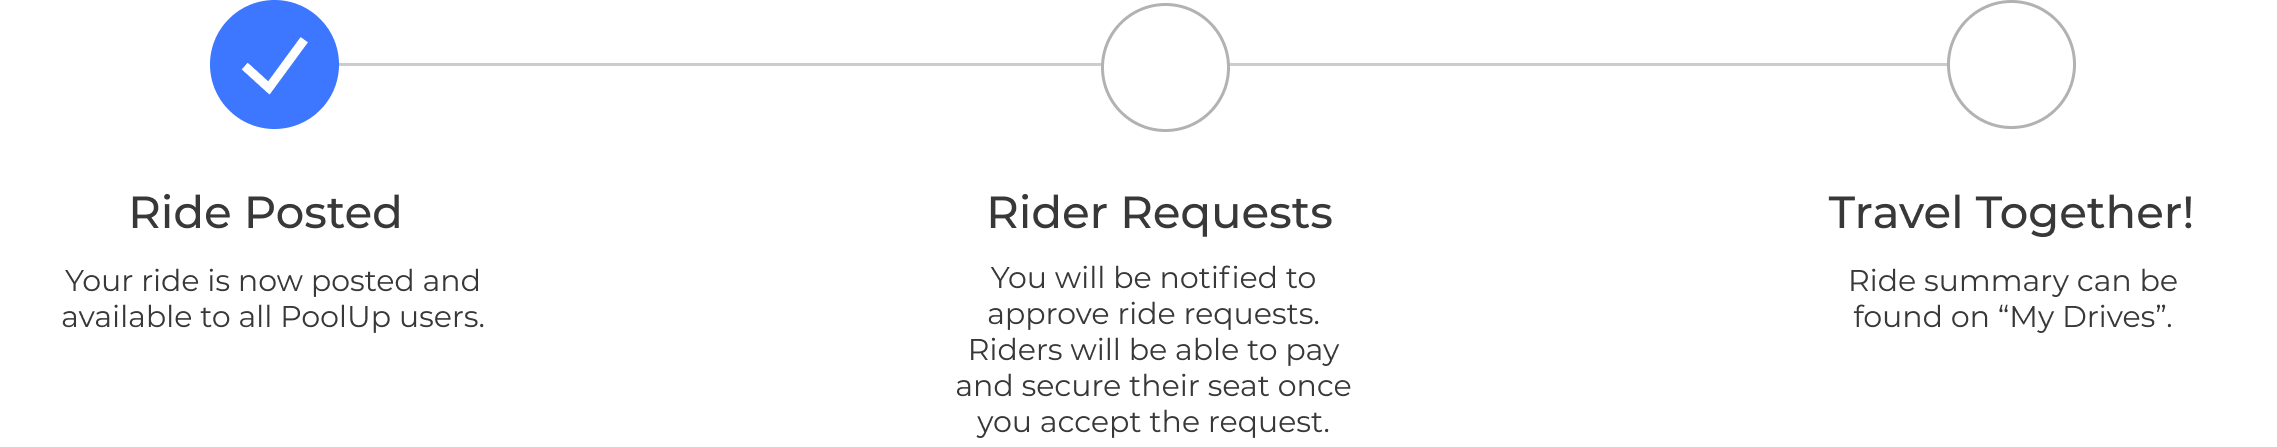 Ride Posted
Your ride is now posted and
available to all PoolUp users.
Rider Requests
You will be notified to
approve ride requests.
Riders will be able to pay
and secure their seat once
you accept the request.
Travel Together!
Ride summary can be
found on “My Drives”.